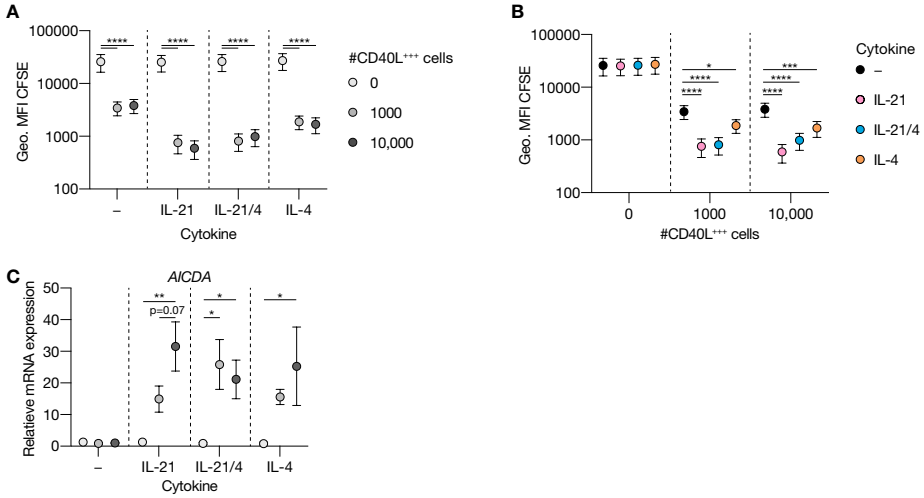 A
100000
10000
1000
100
Geo. MFI CFSE
****
****
****
****
–
IL-21
IL-21/4
IL-4
Cytokine
#CD40L+++ cells
0
1000
10,000
B
100000
10000
1000
100
Geo. MFI CFSE
*
****
****
***
****
****
0
1000
10,000
#CD40L+++ cells
Cytokine
–
IL-21
IL-21/4
IL-4
C
AICDA
50
40
30
20
10
0
Relatieve mRNA expression
**
p=0.07
*
*
*
–
IL-21
IL-21/4
IL-4
Cytokine